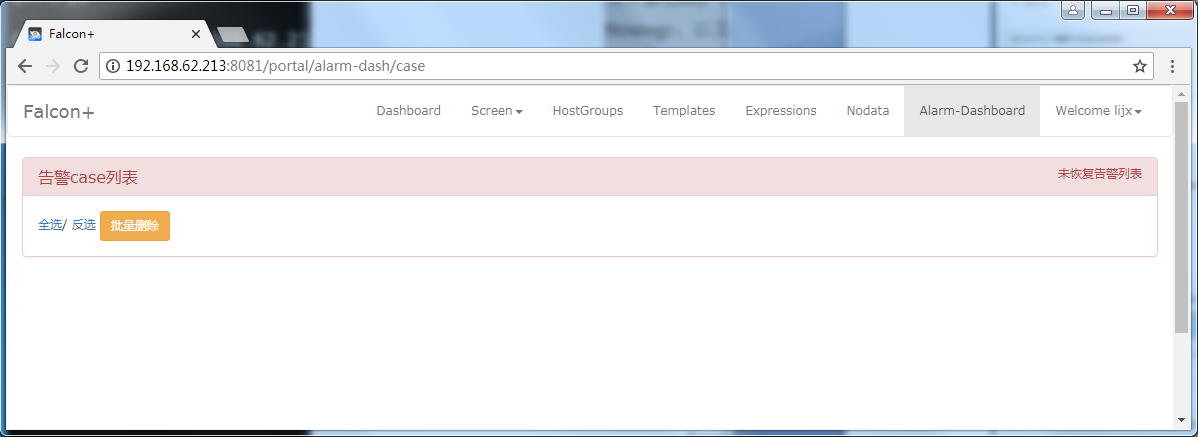 Falcon+
192.168.62.213:8081/portal/alarm-dash/case
Falcon+ Dashboard Screen HostGroups Templates Expressions Nodata Alarm-Dashboard Welcome lijx
告警case列表 未恢复告警列表
全选/ 反选 批量删除